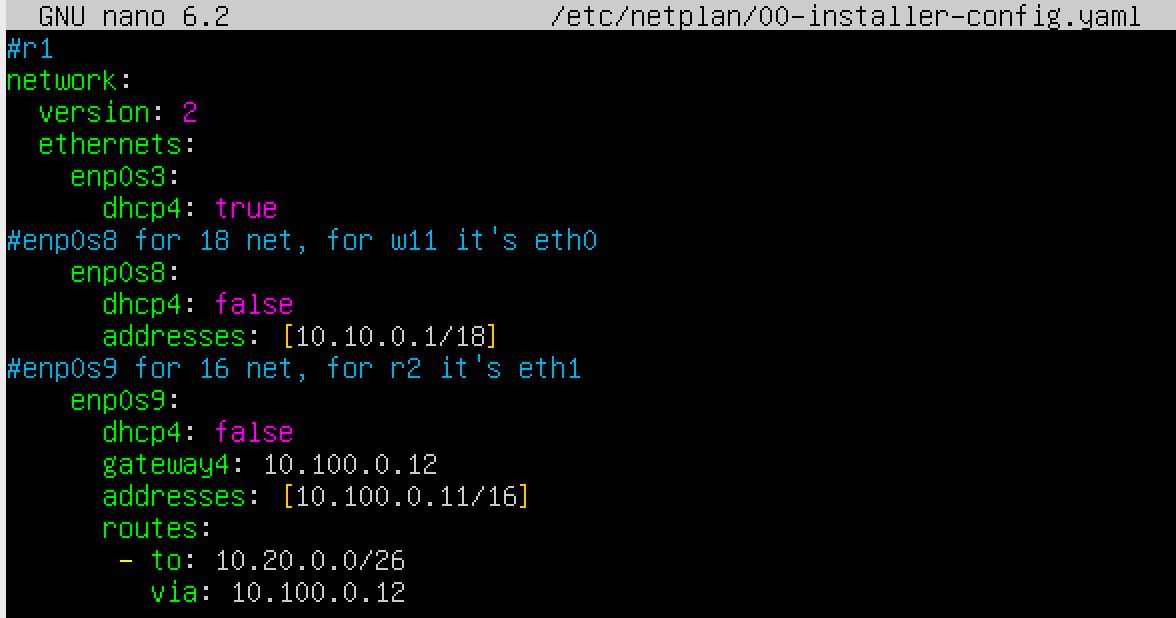 GNU nano 6.2 /etc/netplan/00-installer-config.yaml
#r1
network:
  version: 2
  ethernets:
    enp0s3:
      dhcp4: true
#enp0s8 for 18 net, for w11 it's eth0
    enp0s8:
      dhcp4: false
      addresses: [10.10.0.1/18]
#enp0s9 for 16 net, for r2 it's eth1
    enp0s9:
      dhcp4: false
      gateway4: 10.100.0.12
      addresses: [10.100.0.11/16]
      routes:
       - to: 10.20.0.0/26
         via: 10.100.0.12